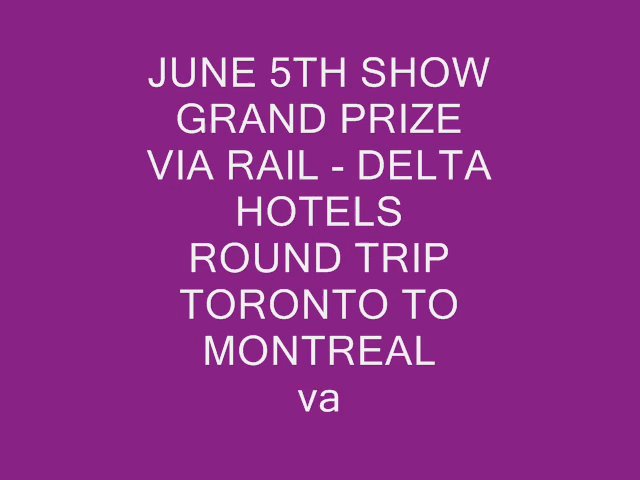 JUNE 5TH SHOW
GRAND PRIZE
VIA RAIL - DELTA
HOTELS
ROUND TRIP
TORONTO TO
MONTREAL
va